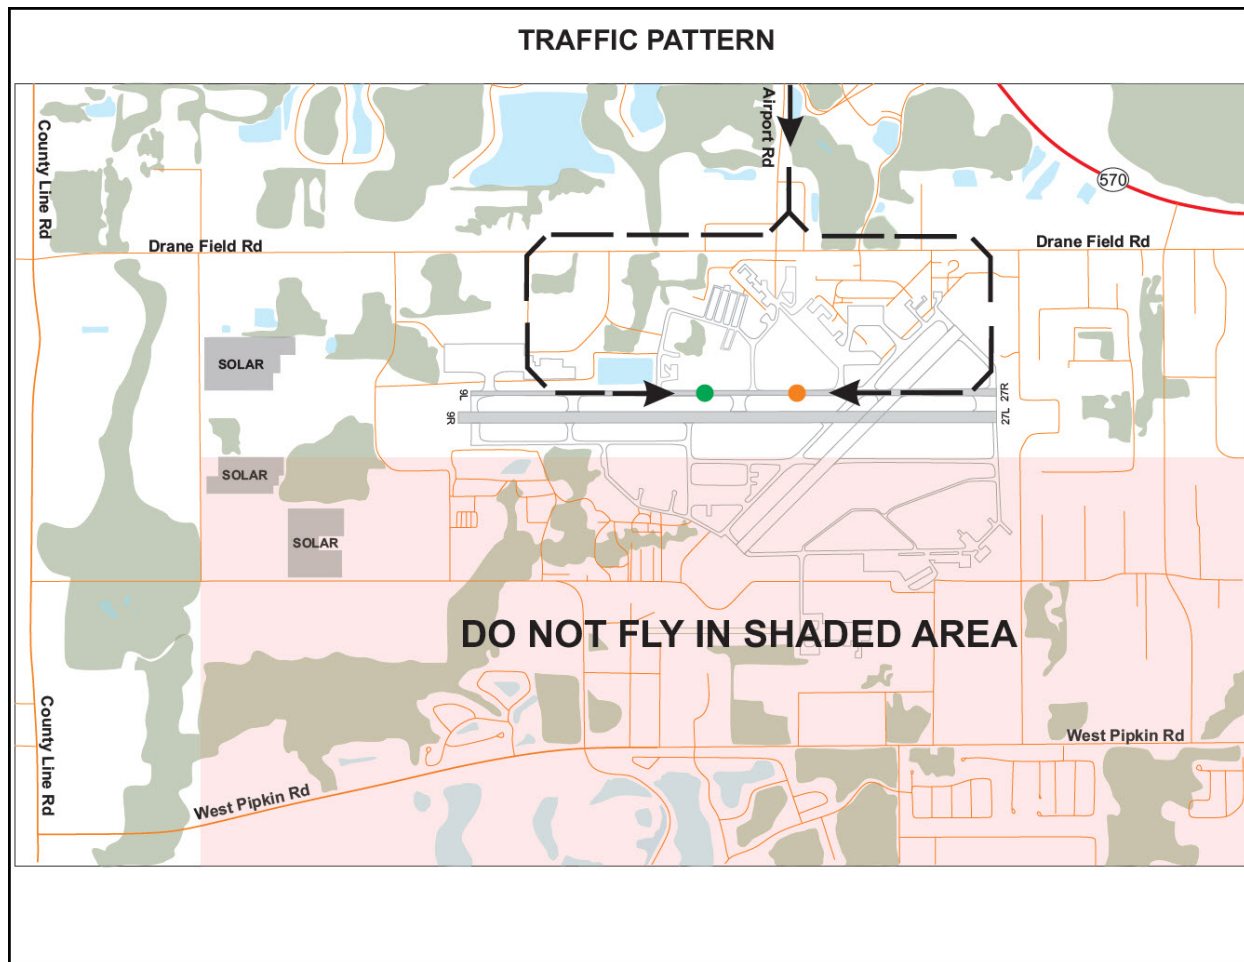 TRAFFIC PATTERN
Airport Rd
County Line Rd
570
Drane Field Rd
Drane Field Rd
SOLAR
9L
27R
9R
27L
SOLAR
SOLAR
DO NOT FLY IN SHADED AREA
County Line Rd
West Pipkin Rd
West Pipkin Rd